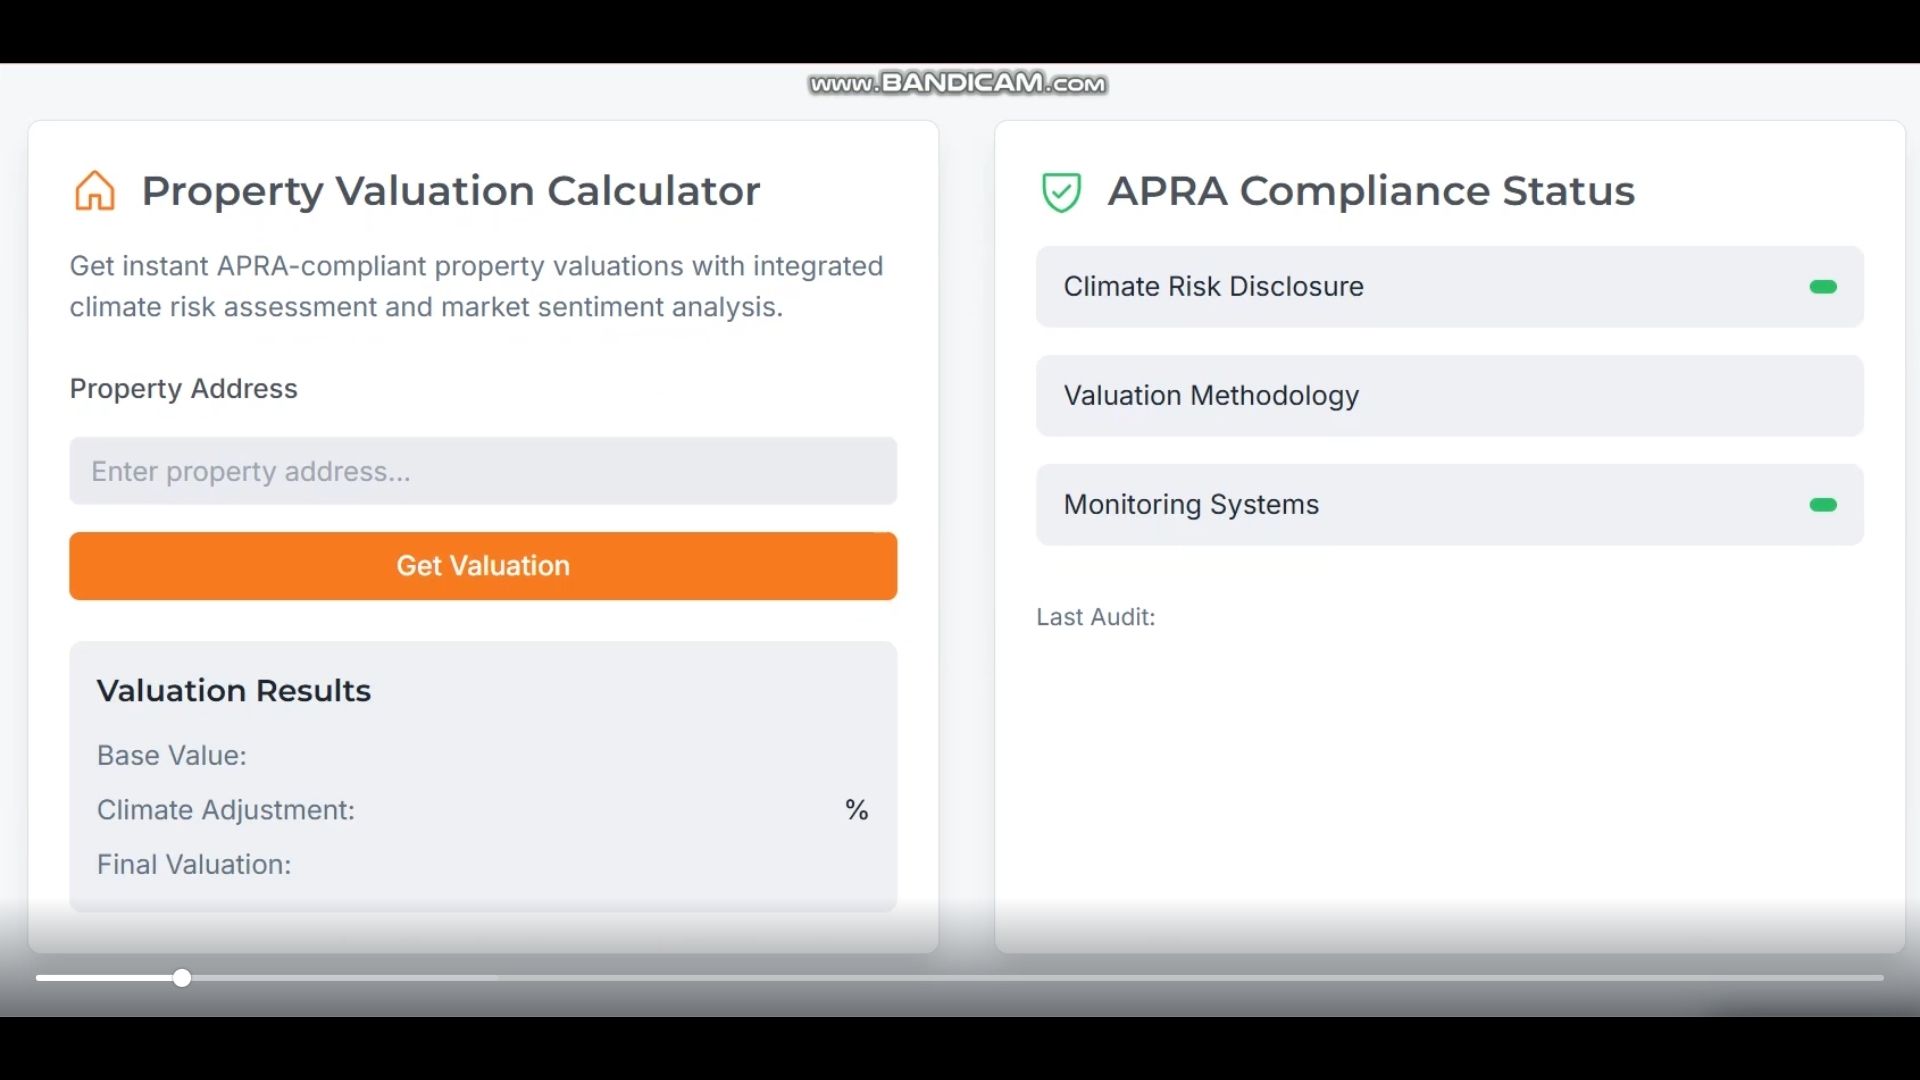 www.BANDICAM.com
Property Valuation Calculator
Get instant APRA-compliant property valuations with integrated
climate risk assessment and market sentiment analysis.
Property Address
Enter property address...
Get Valuation
Valuation Results
Base Value:
Climate Adjustment: %
Final Valuation:
APRA Compliance Status
Climate Risk Disclosure
Valuation Methodology
Monitoring Systems
Last Audit: